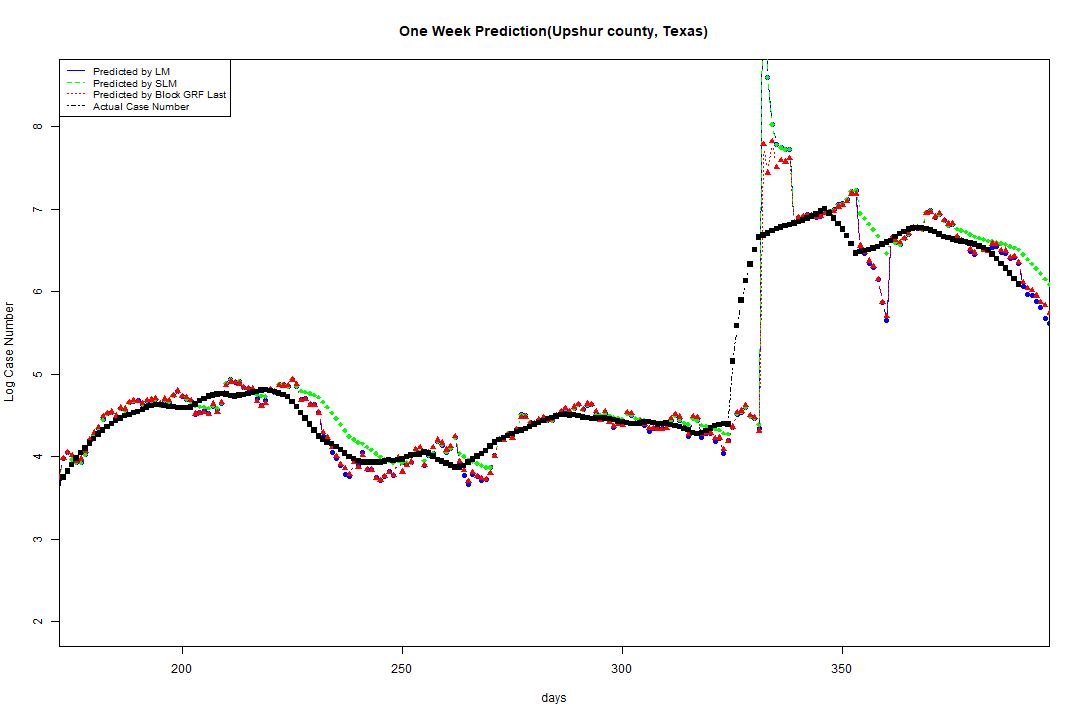 One Week Prediction(Upshur county, Texas)
Predicted by LM
Predicted by SLM
Predicted by Block GRF Last
Actual Case Number
8
7
6
5
4
3
2
Log Case Number
200
250
300
350
days